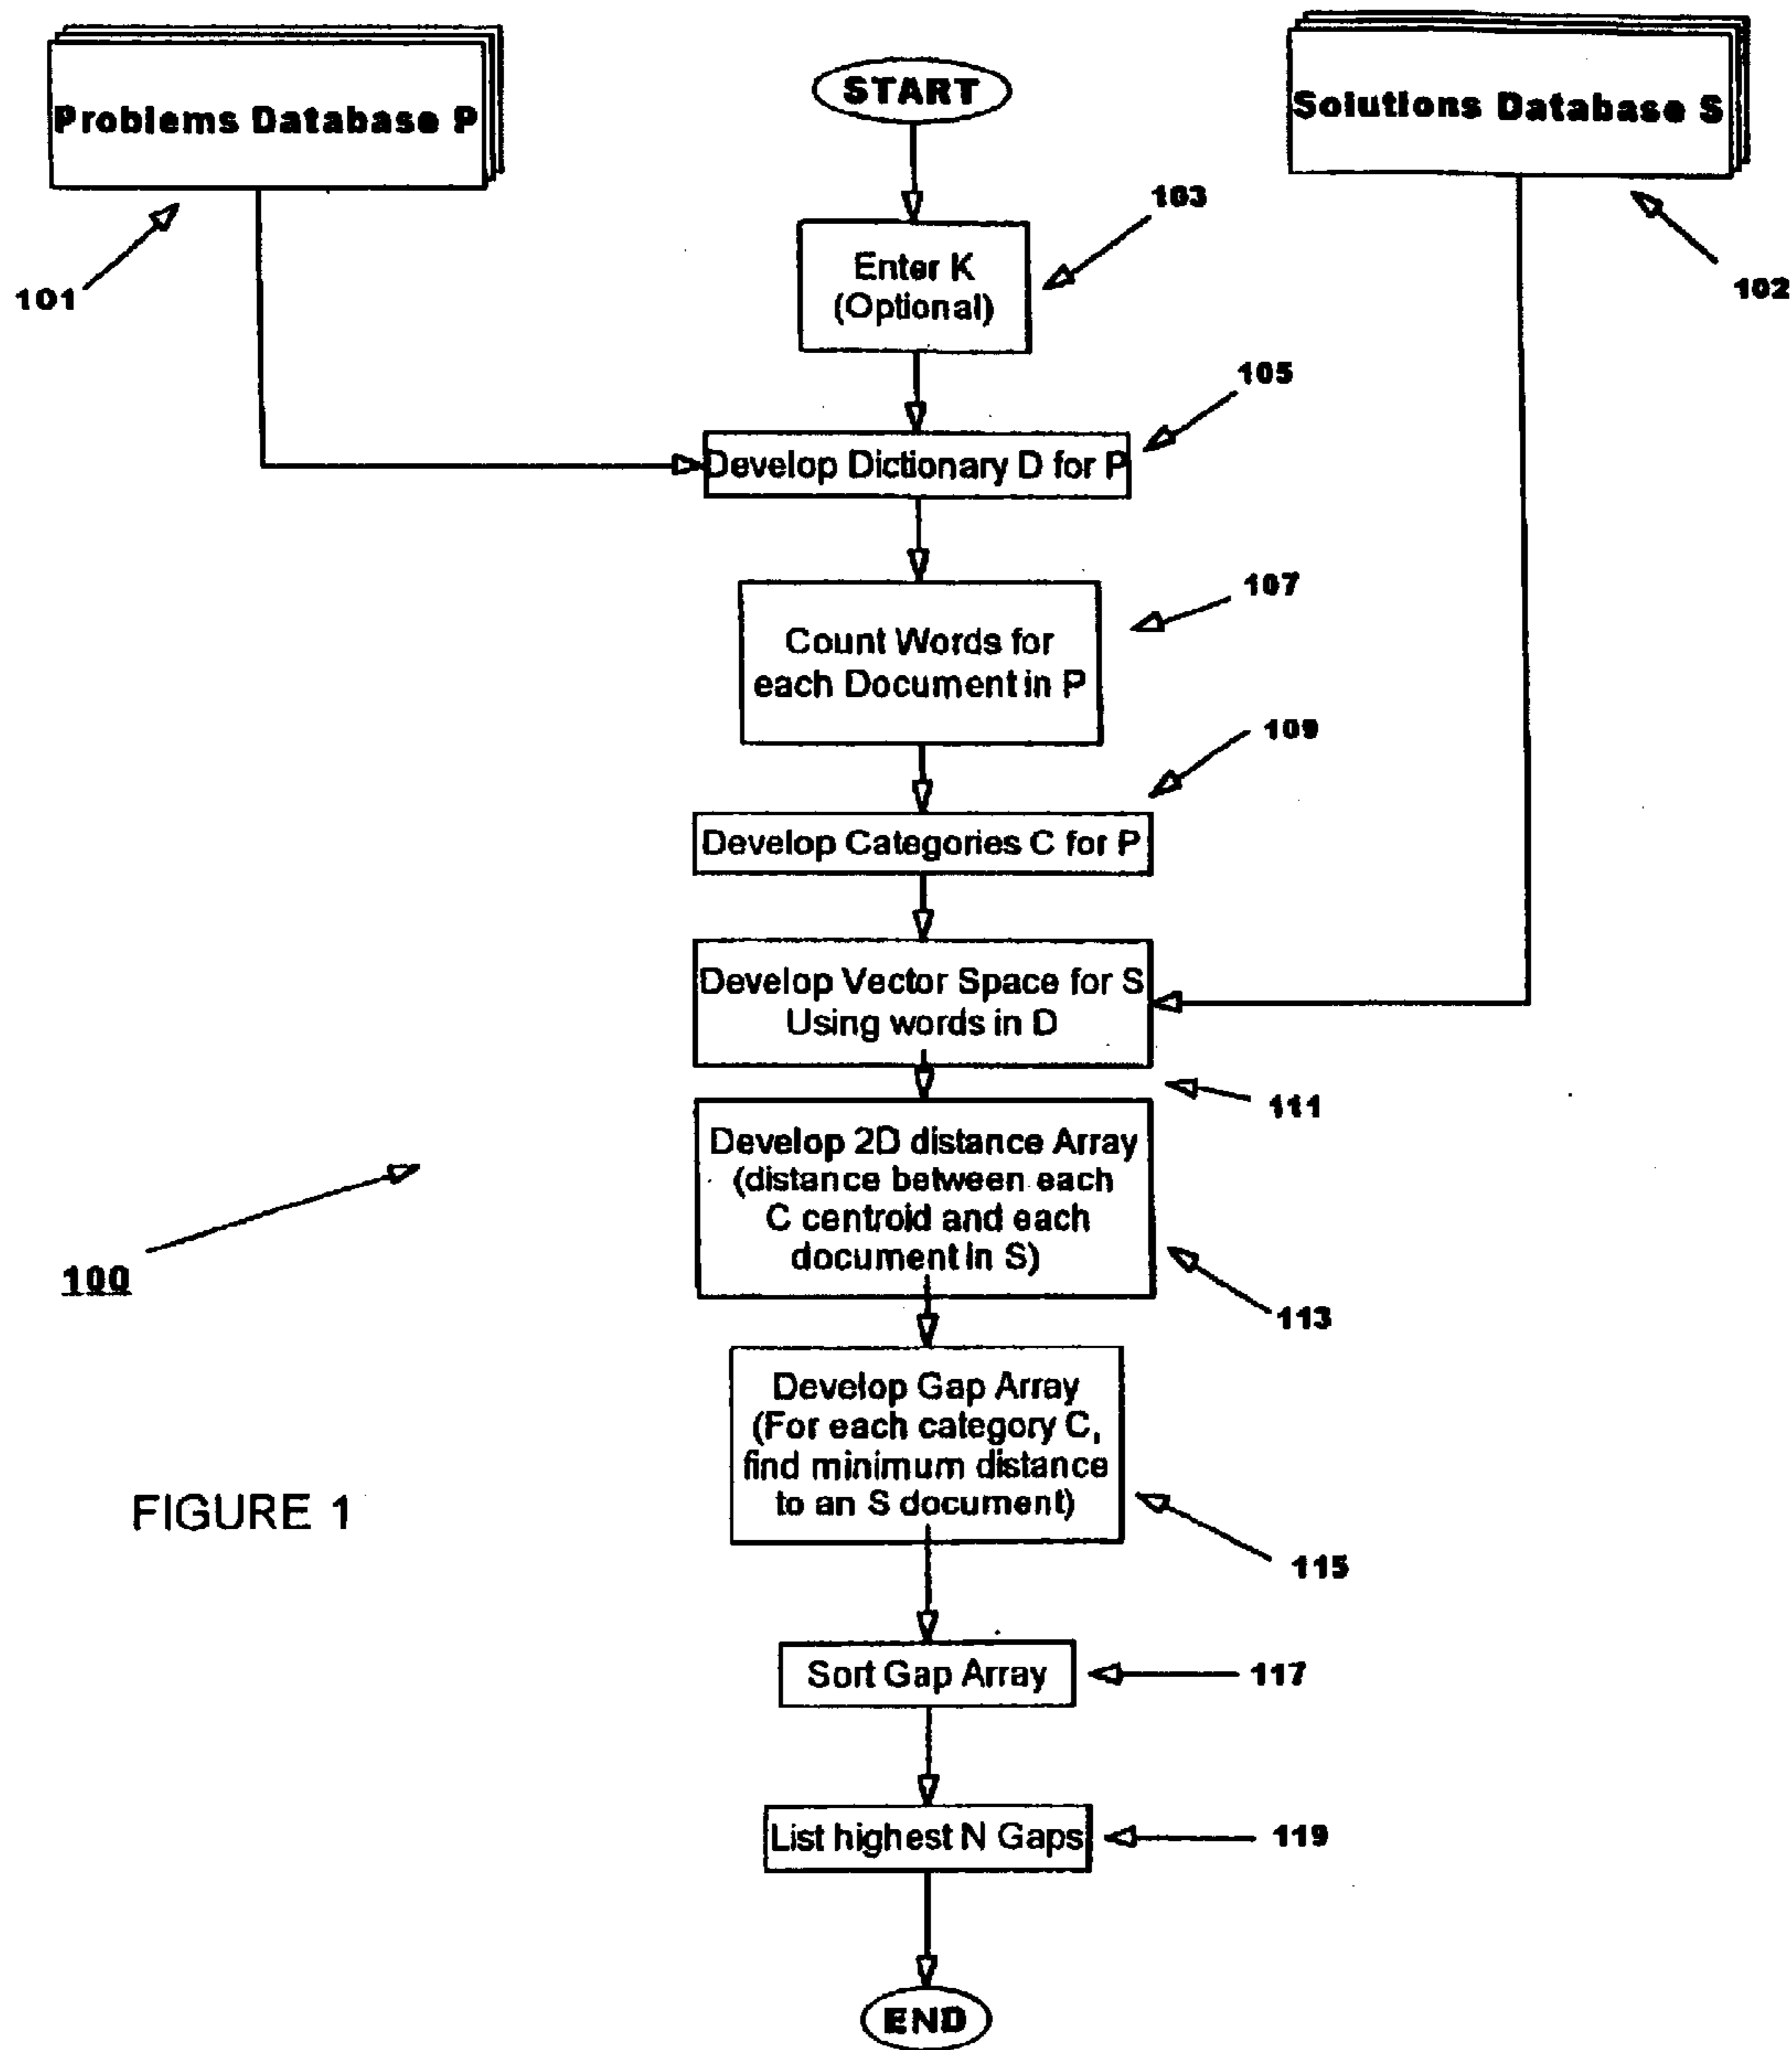 Problems Database P
START
Solutions Database S
101
103
102
Enter K
(Optional)
105
Develop Dictionary D for P
107
Count Words for
each Document in P
109
Develop Categories C for P
Develop Vector Space for S
Using words in D
111
Develop 2D distance Array
(distance between each
C centroid and each
document in S)
100
113
Develop Gap Array
(For each category C,
find minimum distance
to an S document)
FIGURE 1
115
Sort Gap Array
117
List highest N Gaps
119
END